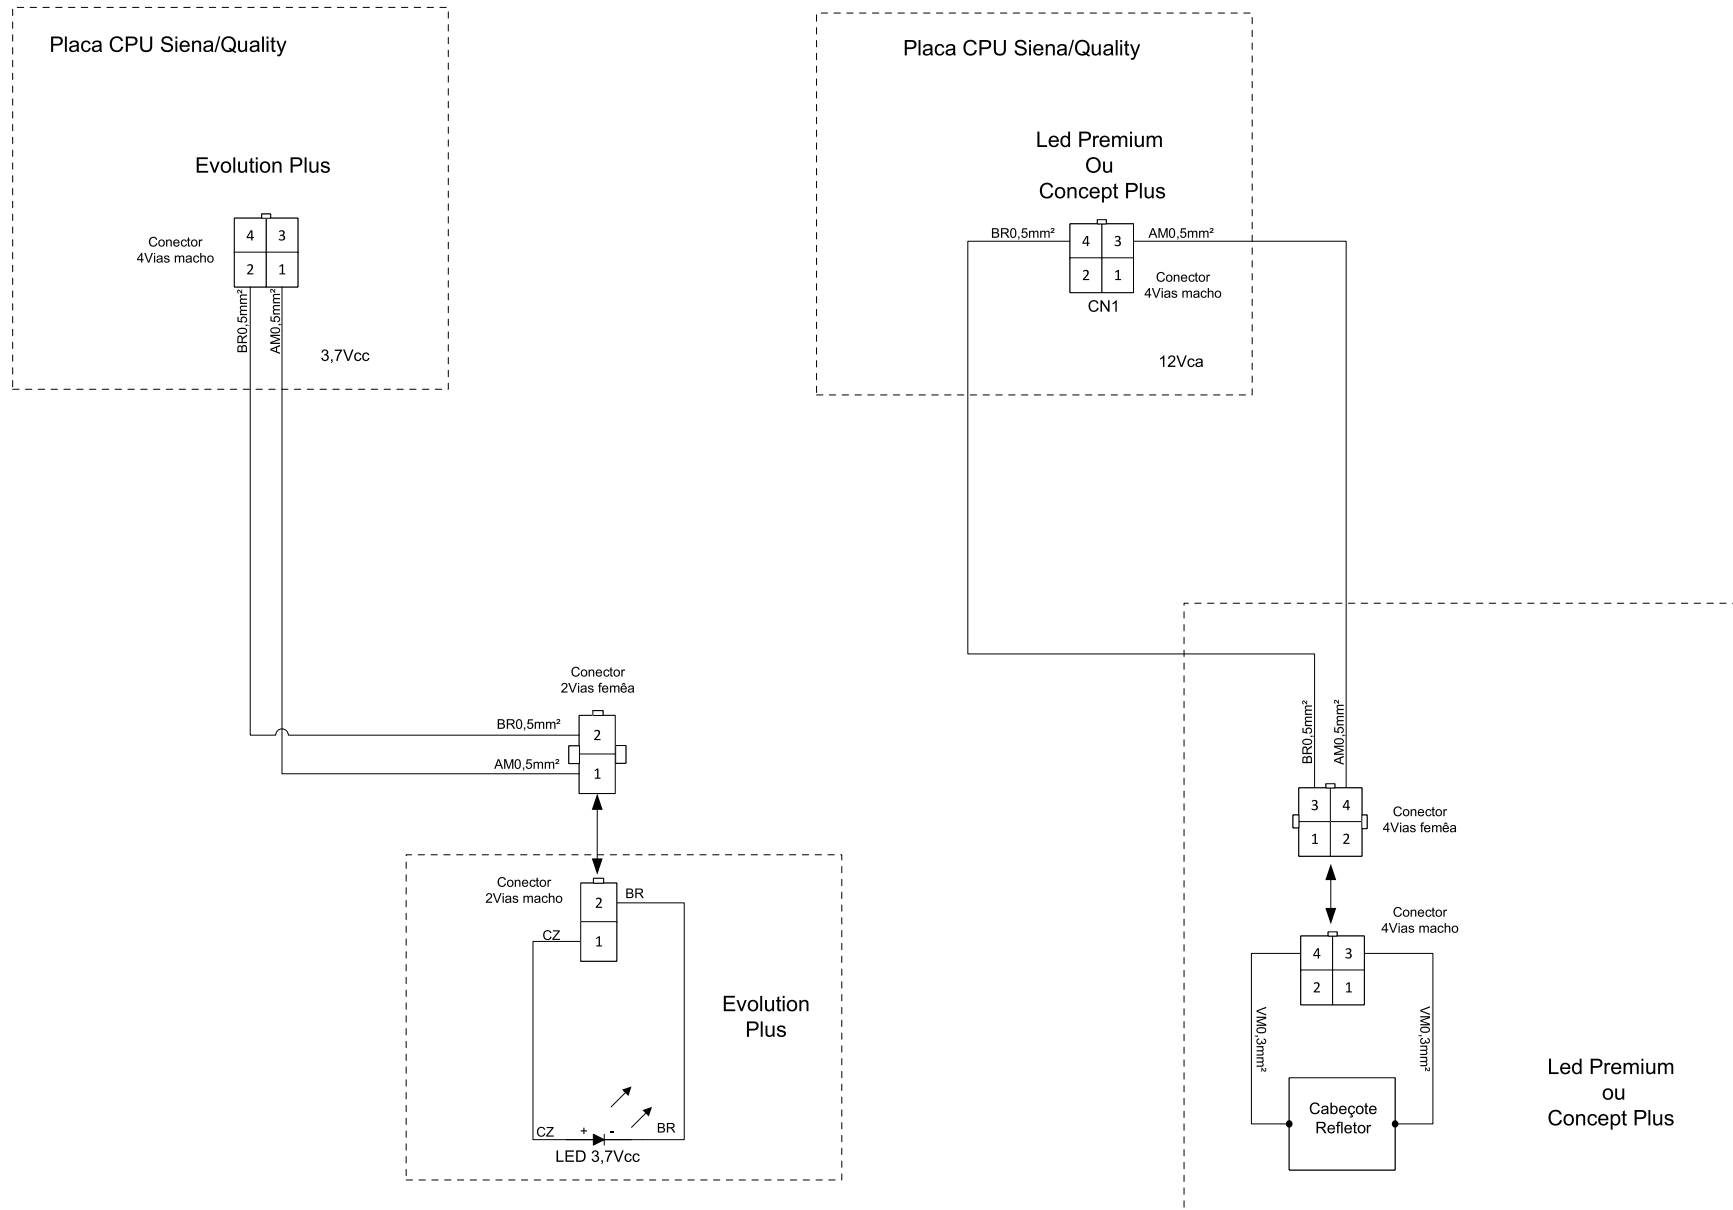 Placa CPU Siena/Quality
Evolution Plus
Conector
4Vias macho
4
3
2
1
BR0,5mm²
AM0,5mm²
3,7Vcc
Conector
2Vias femêa
BR0,5mm²
2
AM0,5mm²
1
Conector
2Vias macho
2
BR
CZ
1
Evolution
Plus
CZ
+
-
BR
LED 3,7Vcc
Placa CPU Siena/Quality
Led Premium
Ou
Concept Plus
BR0,5mm²
4
3
AM0,5mm²
2
1
Conector
4Vias macho
CN1
12Vca
BR0,5mm²
AM0,5mm²
3
4
1
2
Conector
4Vias femêa
Conector
4Vias macho
4
3
2
1
VM0,3mm²
VM0,3mm²
Cabeçote
Refletor
Led Premium
ou
Concept Plus